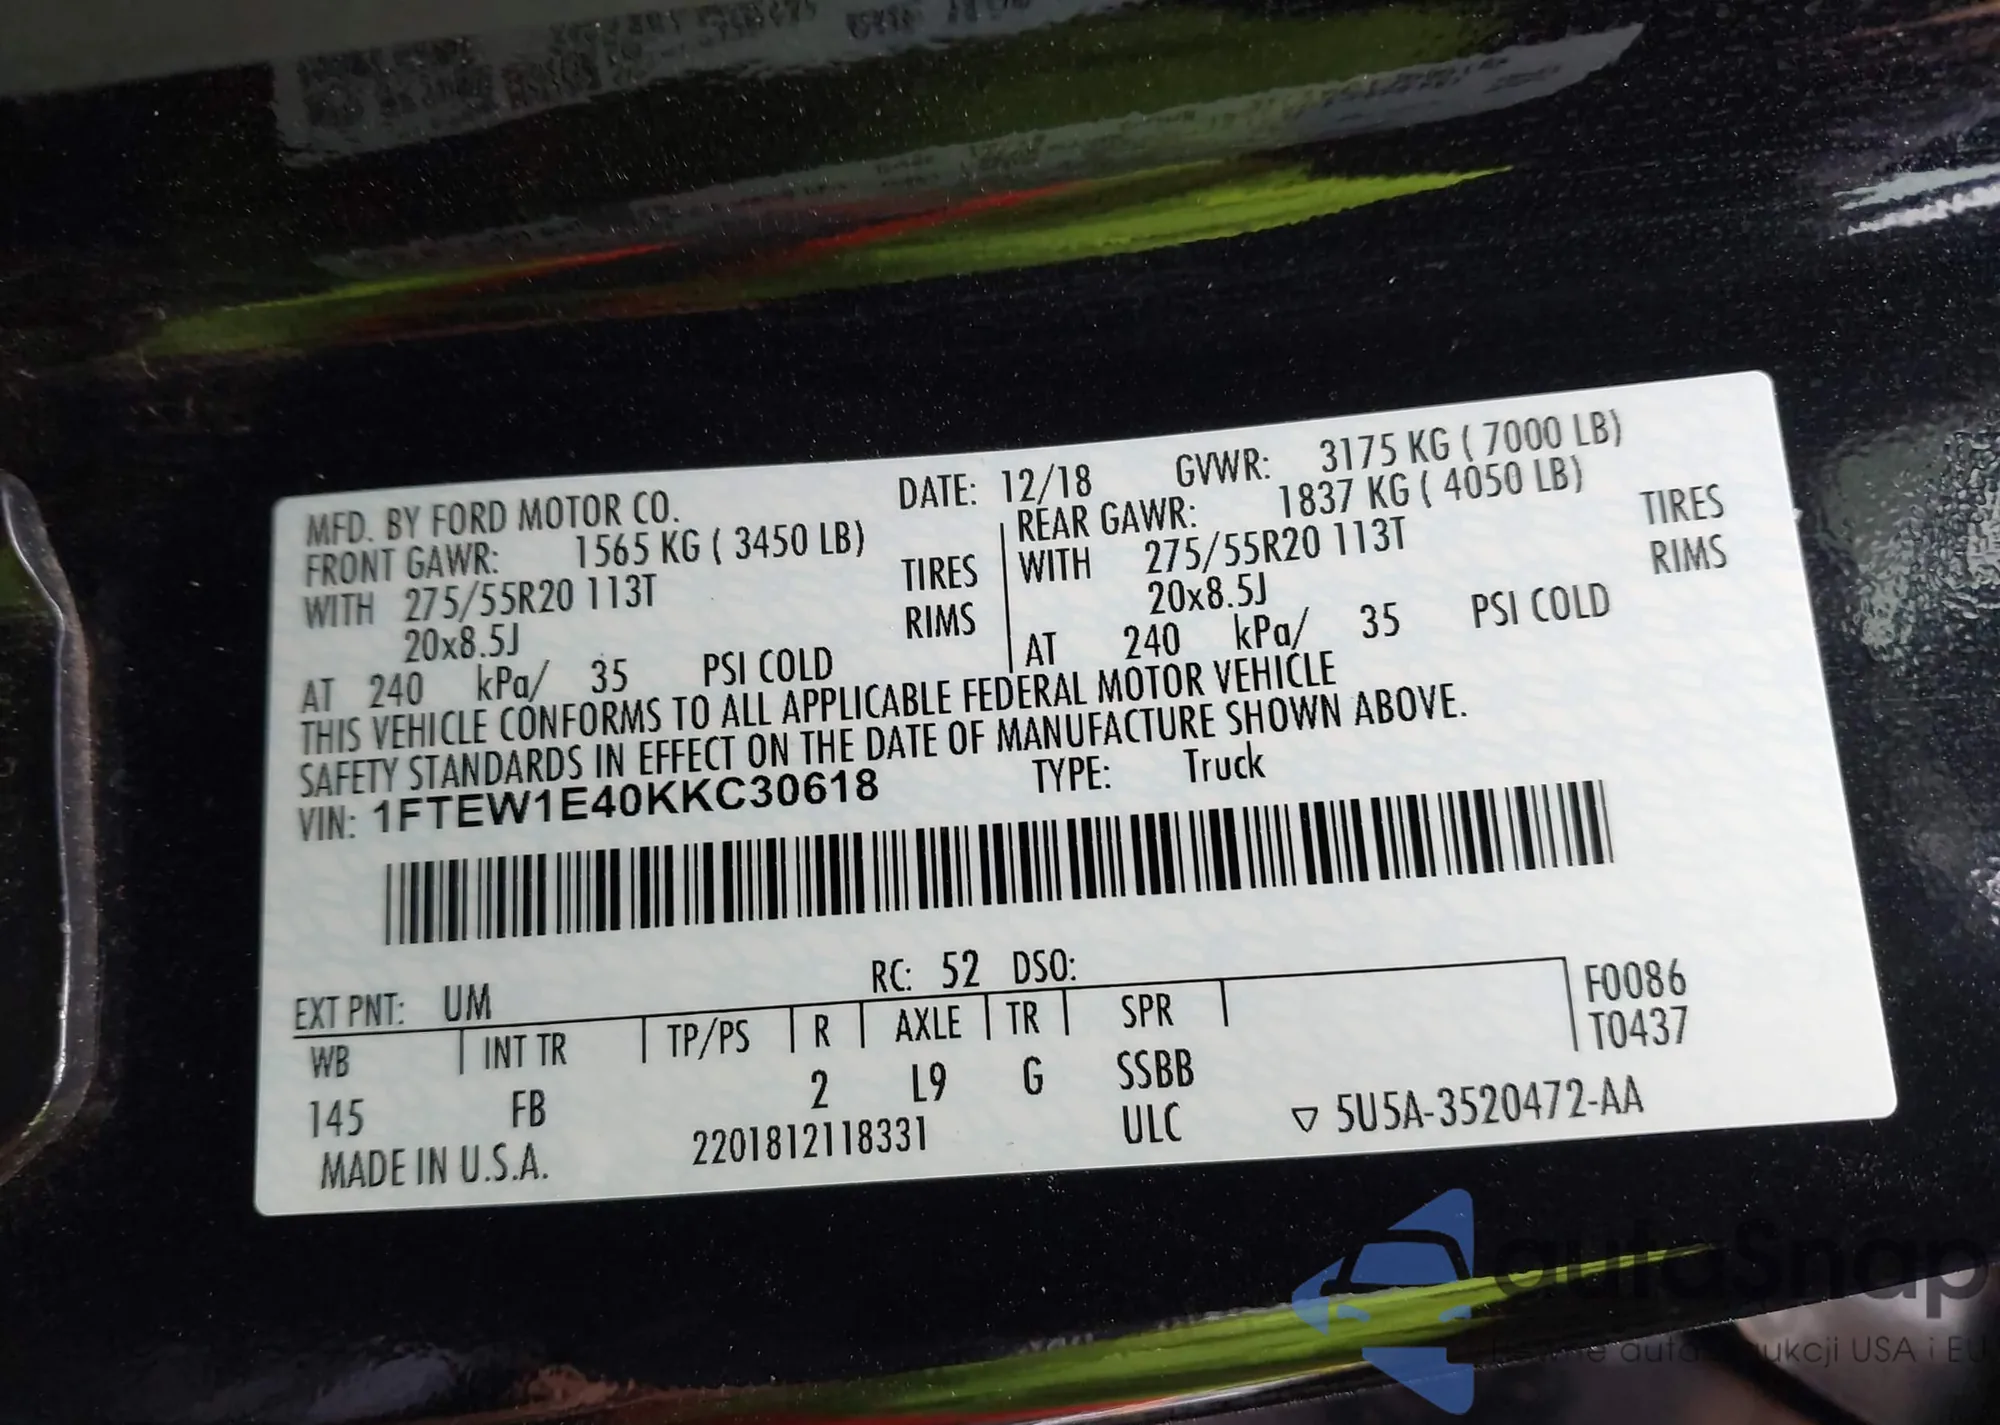 MFD. BY FORD MOTOR CO. DATE: 12/18 GVWR: 3175 KG ( 7000 LB)
FRONT GAWR: 1565 KG ( 3450 LB) REAR GAWR: 1837 KG ( 4050 LB)
WITH 275/55R20 113T TIRES WITH 275/55R20 113T TIRES
20x8.5J RIMS 20x8.5J RIMS
AT 240 kPa/ 35 PSI COLD AT 240 kPa/ 35 PSI COLD
THIS VEHICLE CONFORMS TO ALL APPLICABLE FEDERAL MOTOR VEHICLE
SAFETY STANDARDS IN EFFECT ON THE DATE OF MANUFACTURE SHOWN ABOVE.
VIN: 1FTEW1E40KKC30618 TYPE: Truck
EXT PNT: UM RC: 52 DSO: F0086
WB INT TR TP/PS R AXLE TR SPR T0437
145 FB 2 L9 G SSBB
ULC ▽ 5U5A-3520472-AA
MADE IN U.S.A. 2201812118331
autoSnap
USA i EU